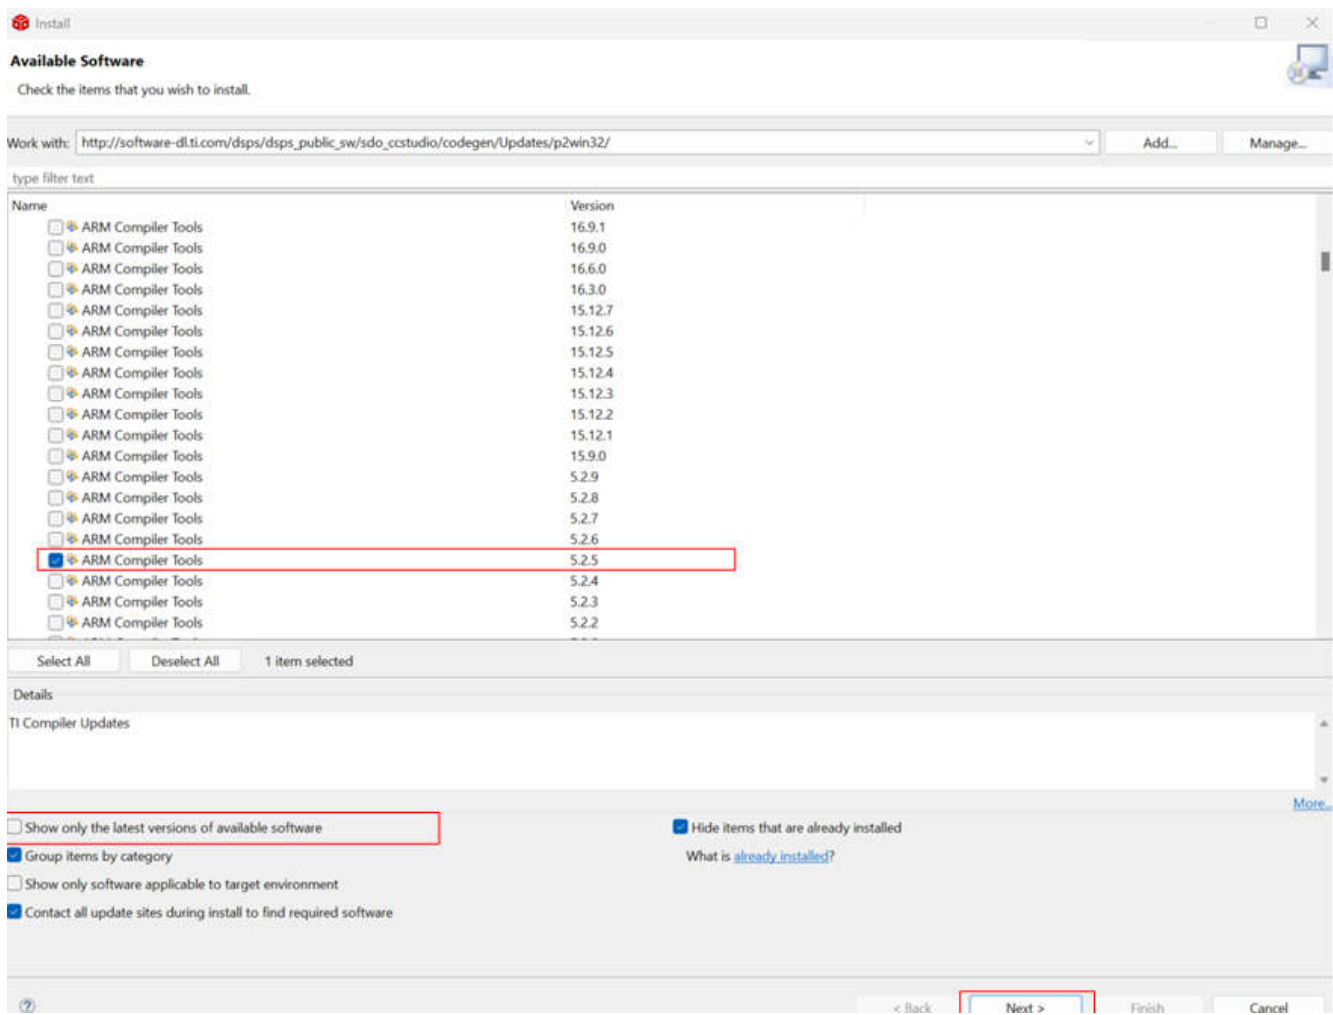 Install
Available Software
Check the items that you wish to install.
Work with: http://software-dl.ti.com/dsps/dsps_public_sw/sdo_ccstudio/codegen/Updates/p2win32/ Add... Manage...
type filter text
Name Version
ARM Compiler Tools 16.9.1
ARM Compiler Tools 16.9.0
ARM Compiler Tools 16.6.0
ARM Compiler Tools 16.3.0
ARM Compiler Tools 15.12.7
ARM Compiler Tools 15.12.6
ARM Compiler Tools 15.12.5
ARM Compiler Tools 15.12.4
ARM Compiler Tools 15.12.3
ARM Compiler Tools 15.12.2
ARM Compiler Tools 15.12.1
ARM Compiler Tools 15.9.0
ARM Compiler Tools 5.2.9
ARM Compiler Tools 5.2.8
ARM Compiler Tools 5.2.7
ARM Compiler Tools 5.2.6
ARM Compiler Tools 5.2.5
ARM Compiler Tools 5.2.4
ARM Compiler Tools 5.2.3
ARM Compiler Tools 5.2.2
Select All Deselect All 1 item selected
Details
TI Compiler Updates
More...
Show only the latest versions of available software Hide items that are already installed
Group items by category What is already installed?
Show only software applicable to target environment
Contact all update sites during install to find required software
< Back Next > Finish Cancel